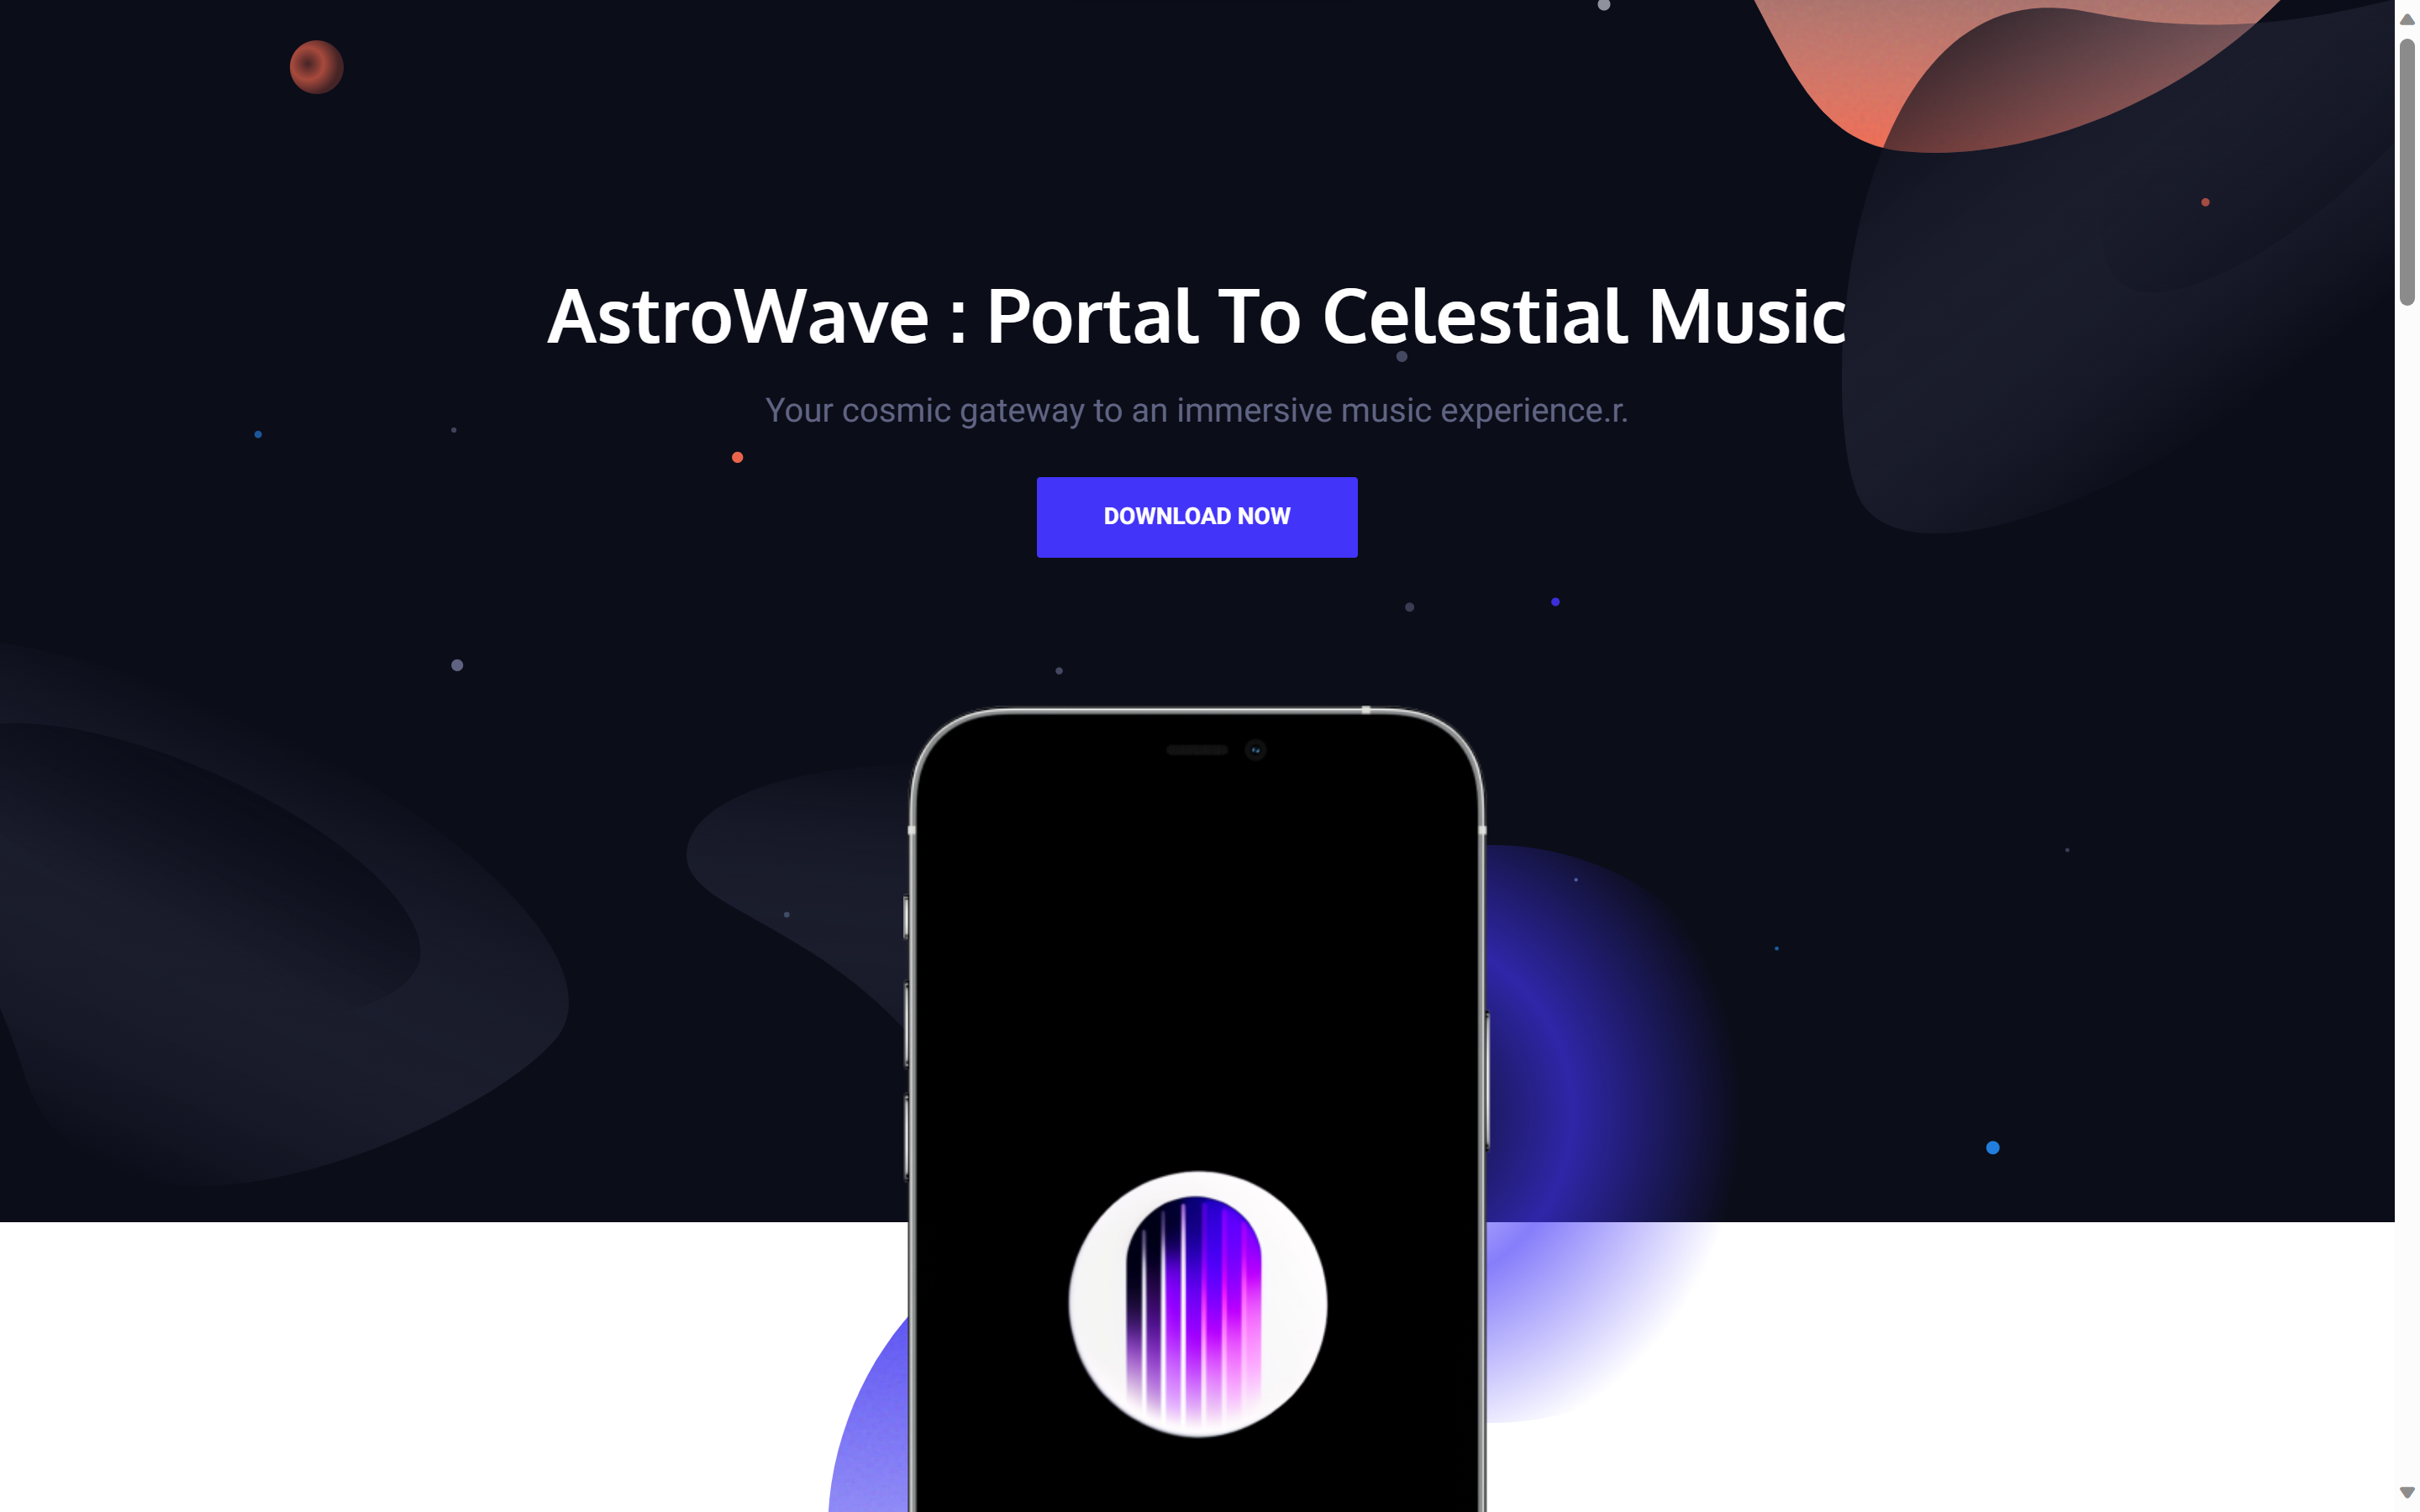 AstroWave : Portal To Celestial Music
Your cosmic gateway to an immersive music experience.r.
DOWNLOAD NOW